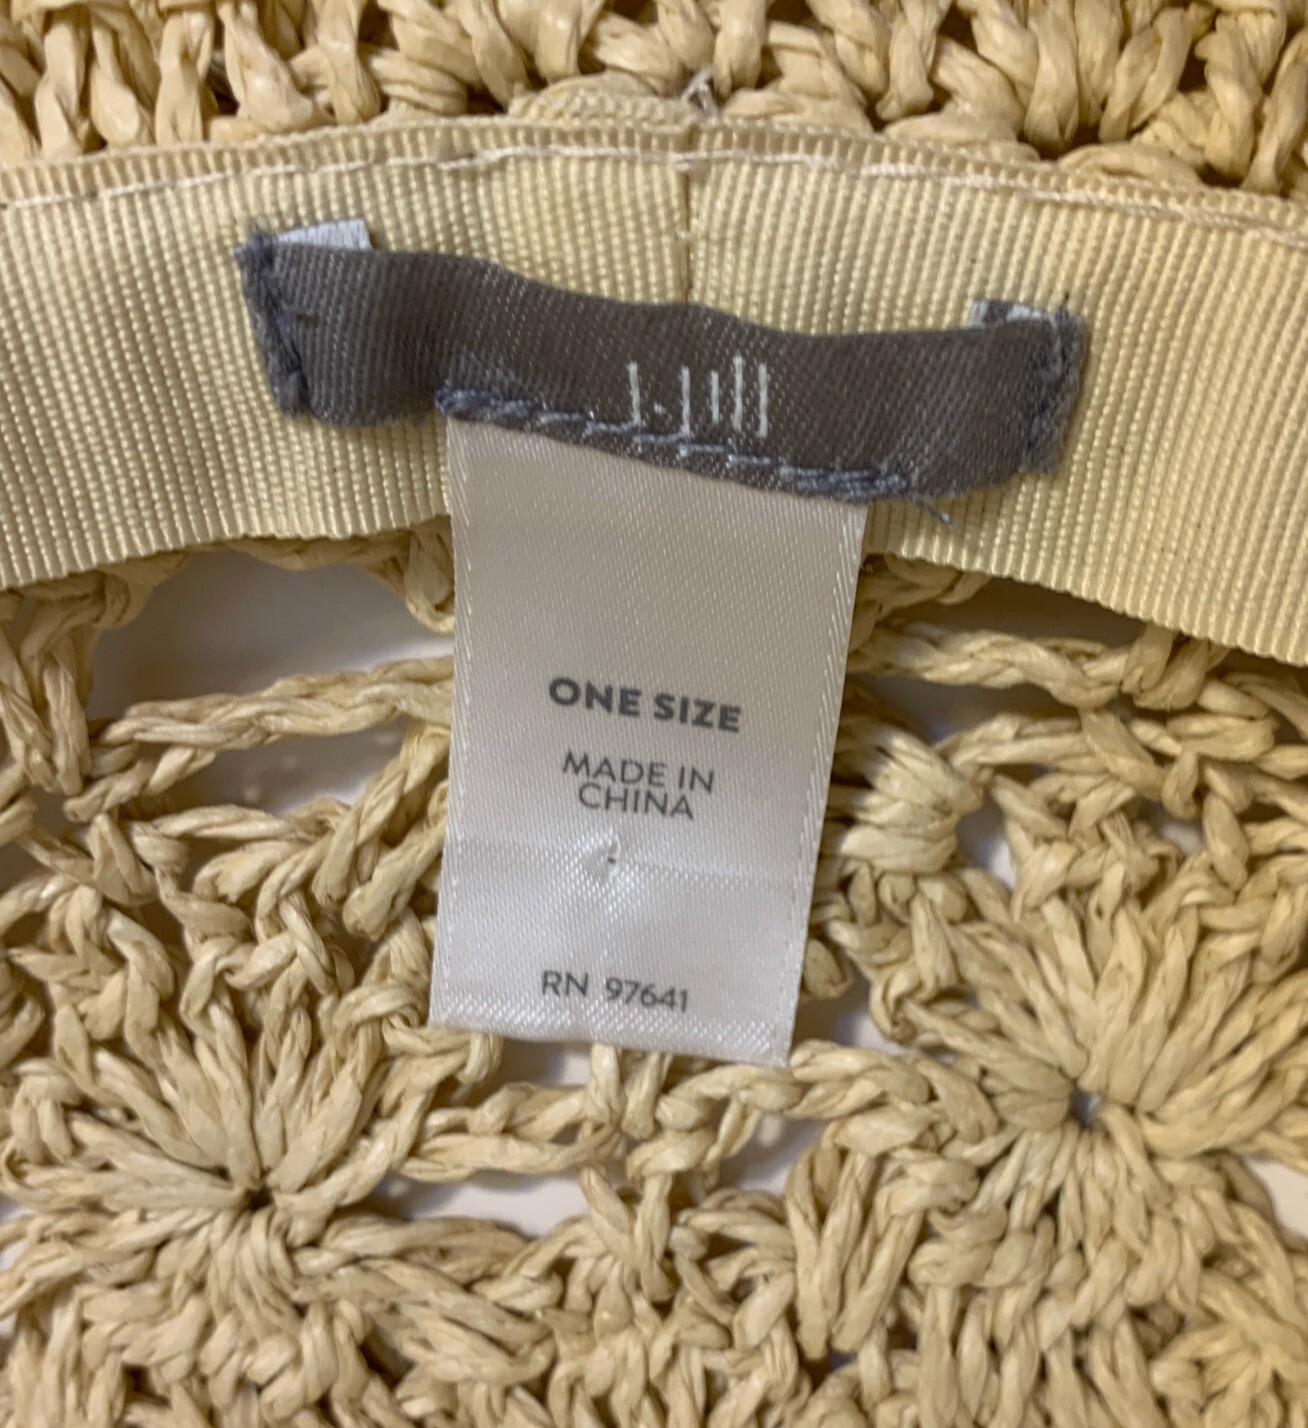 J.Jill
ONE SIZE
MADE IN
CHINA
RN 97641